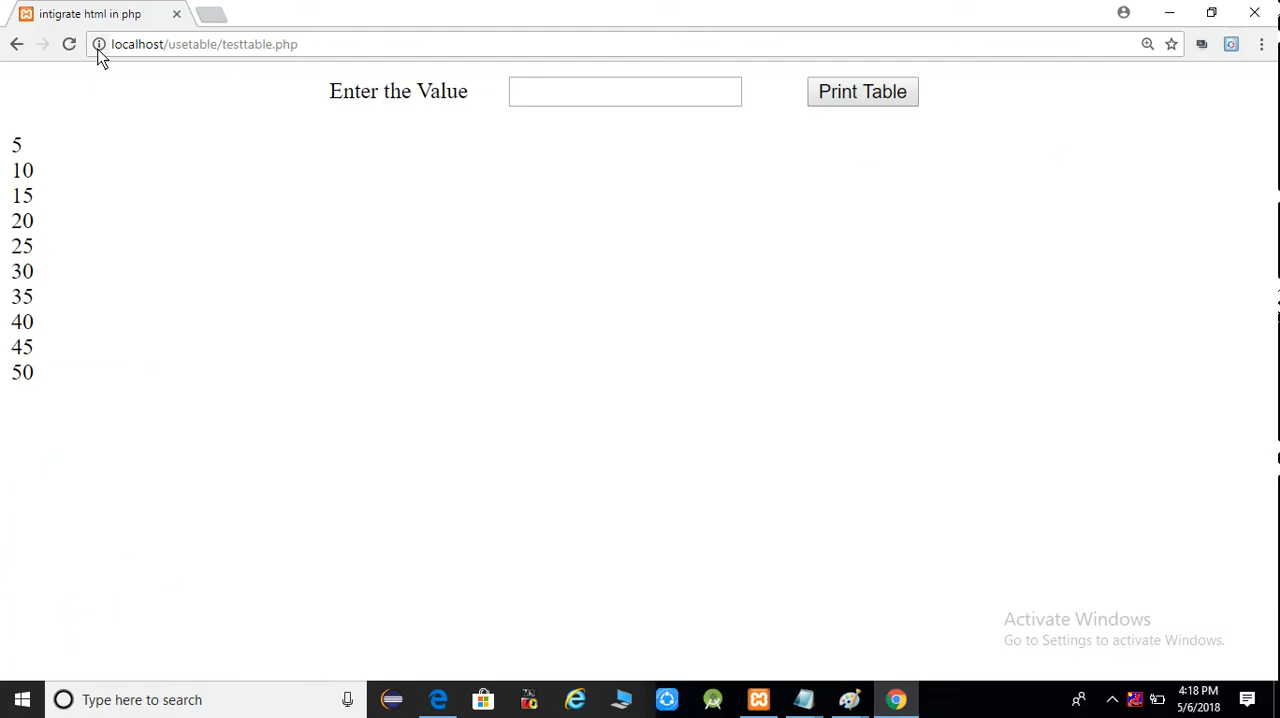 intigrate html in php
localhost/usetable/testtable.php
Enter the Value
Print Table
5
10
15
20
25
30
35
40
45
50
Activate Windows
Go to Settings to activate Windows.
Type here to search
4:18 PM
5/6/2018